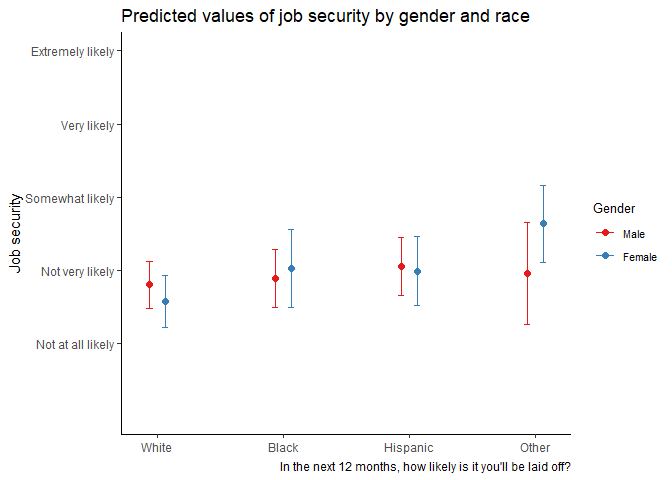 Predicted values of job security by gender and race
Extremely likely
Very likely
Somewhat likely
Not very likely
Not at all likely
Job security
White Black Hispanic Other
In the next 12 months, how likely is it you'll be laid off?
Gender
Male
Female